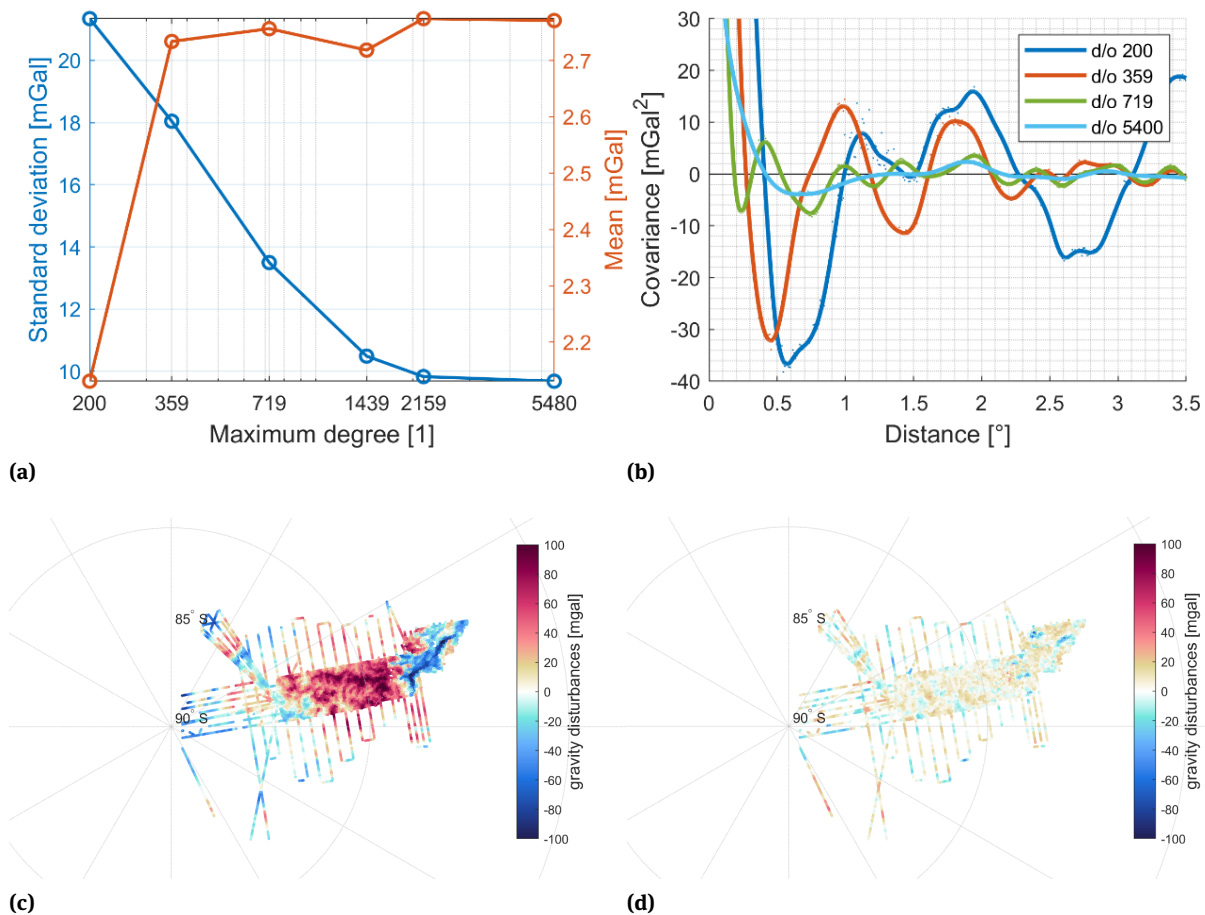 20
18
16
14
12
10
Standard deviation [mGal]
2.7
2.6
2.5
2.4
2.3
2.2
Mean [mGal]
200 359 719 1439 2159 5480
Maximum degree [1]
(a)
30
20
10
0
-10
-20
-30
-40
Covariance [mGal²]
d/o 200
d/o 359
d/o 719
d/o 5400
0 0.5 1 1.5 2 2.5 3 3.5
Distance [°]
(b)
85° S
90° S
100
80
60
40
20
0
-20
-40
-60
-80
-100
gravity disturbances [mgal]
(c)
85° S
90° S
100
80
60
40
20
0
-20
-40
-60
-80
-100
gravity disturbances [mgal]
(d)